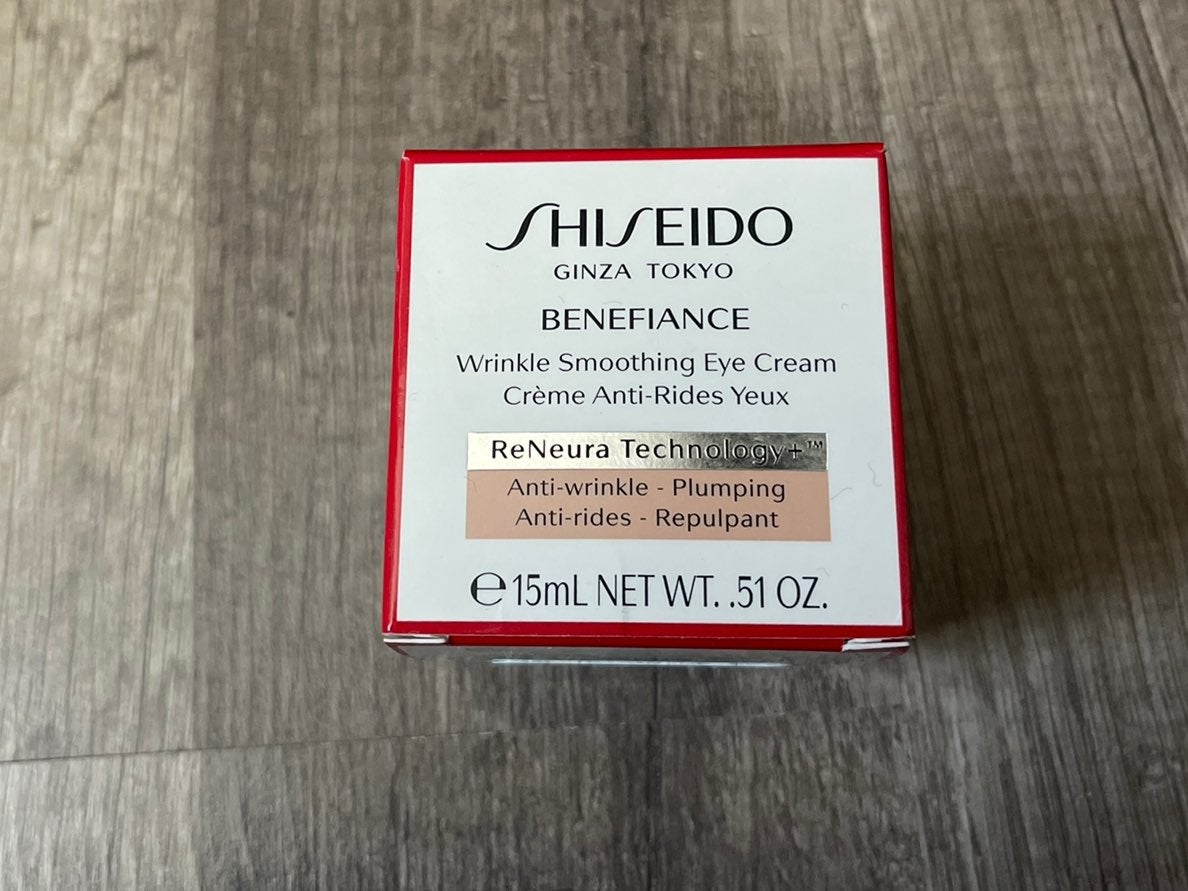 SHISEIDO
GINZA TOKYO
BENEFIANCE
Wrinkle Smoothing Eye Cream
Crème Anti-Rides Yeux
ReNeura Technology+™
Anti-wrinkle - Plumping
Anti-rides - Repulpant
℮15mL NET WT. .51 OZ.